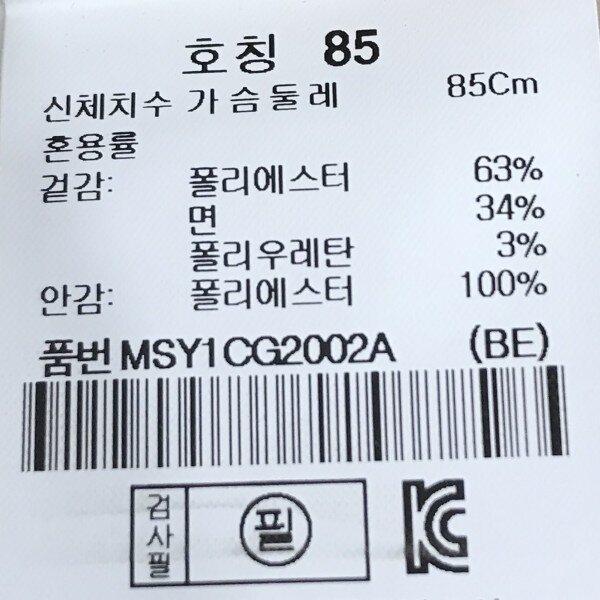 호칭 85
신체치수 가슴둘레 85Cm
혼용률
겉감: 폴리에스터 63%
면 34%
폴리우레탄 3%
안감: 폴리에스터 100%
품번 MSY1CG2002A (BE)
검사필 필 KC